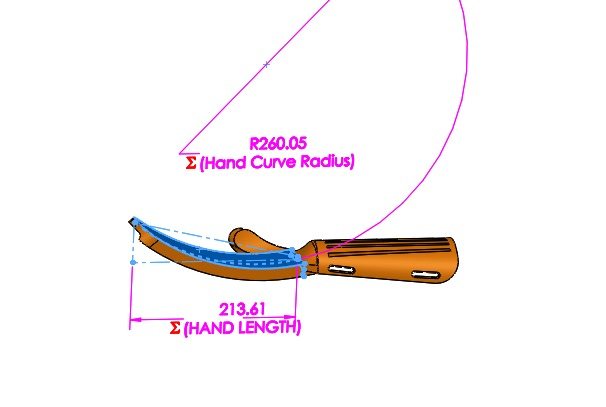 R260.05
Σ (Hand Curve Radius)
213.61
Σ (HAND LENGTH)